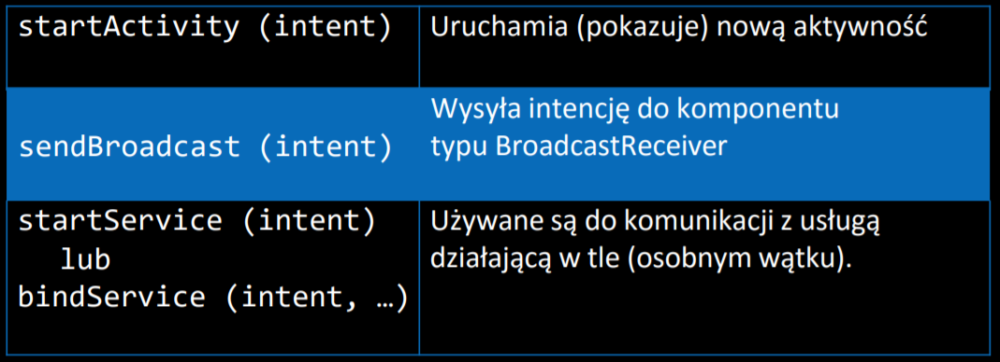 startActivity (intent)
Uruchamia (pokazuje) nową aktywność
sendBroadcast (intent)
Wysyła intencję do komponentu
typu BroadcastReceiver
startService (intent)
lub
bindService (intent, …)
Używane są do komunikacji z usługą
działającą w tle (osobnym wątku).